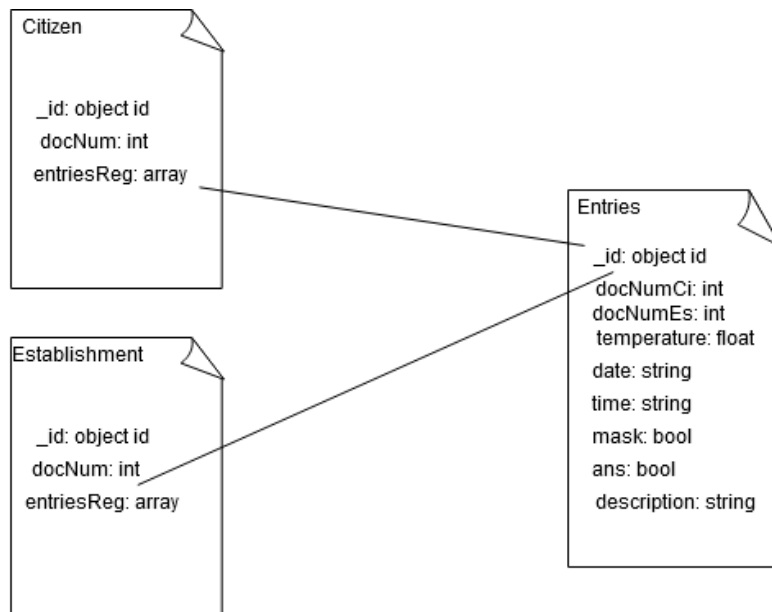 Citizen
_id: object id
docNum: int
entriesReg: array
Establishment
_id: object id
docNum: int
entriesReg: array
Entries
_id: object id
docNumCi: int
docNumEs: int
temperature: float
date: string
time: string
mask: bool
ans: bool
description: string